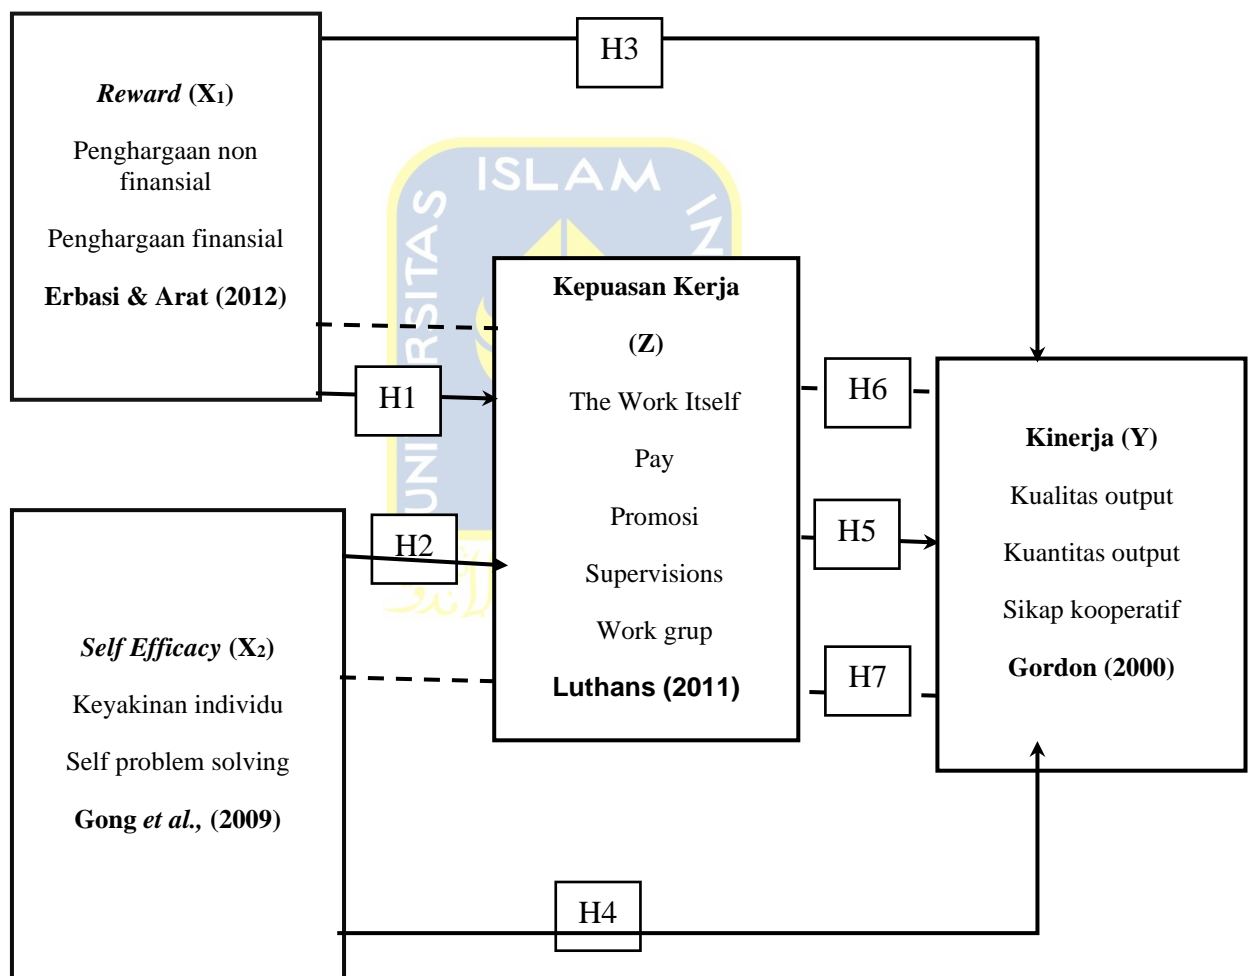 H3
Reward (X1)
Penghargaan non
finansial
Penghargaan finansial
Erbasi & Arat (2012)
UNIVERSITAS ISLAM IN
Kepuasan Kerja
(Z)
The Work Itself
Pay
Promosi
Supervisions
Work grup
Luthans (2011)
H1
H2
H6
H5
H7
Kinerja (Y)
Kualitas output
Kuantitas output
Sikap kooperatif
Gordon (2000)
Self Efficacy (X2)
Keyakinan individu
Self problem solving
Gong et al., (2009)
H4